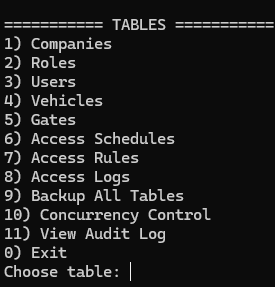 =========== TABLES ===========
1) Companies
2) Roles
3) Users
4) Vehicles
5) Gates
6) Access Schedules
7) Access Rules
8) Access Logs
9) Backup All Tables
10) Concurrency Control
11) View Audit Log
0) Exit
Choose table: